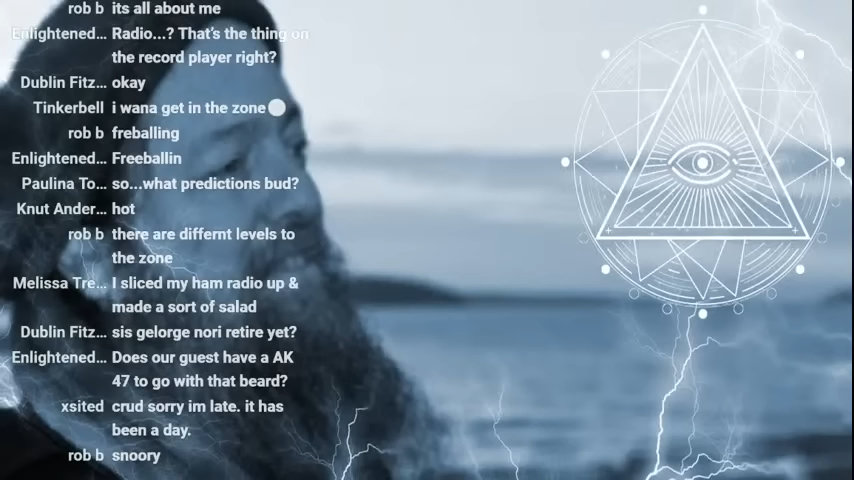 rob b its all about me
Enlightened... Radio...? That's the thing on
the record player right?
Dublin Fitz... okay
Tinkerbell i wana get in the zone
rob b freballing
Enlightened... Freeballin
Paulina To... so...what predictions bud?
Knut Ander... hot
rob b there are differnt levels to
the zone
Melissa Tre... I sliced my ham radio up &
made a sort of salad
Dublin Fitz... sis gelorge nori retire yet?
Enlightened... Does our guest have a AK
47 to go with that beard?
xsited crud sorry im late. it has
been a day.
rob b snoory